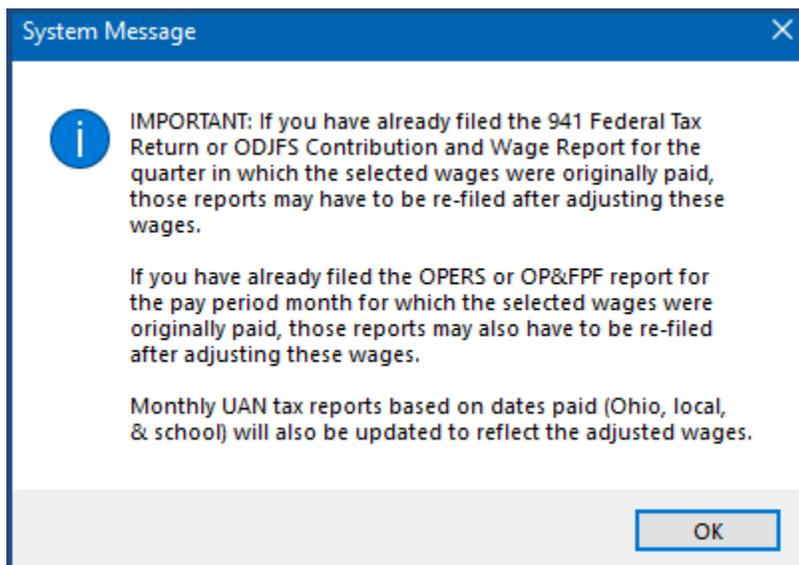 System Message
IMPORTANT: If you have already filed the 941 Federal Tax
Return or ODJFS Contribution and Wage Report for the
quarter in which the selected wages were originally paid,
those reports may have to be re-filed after adjusting these
wages.
If you have already filed the OPERS or OP&FPF report for
the pay period month for which the selected wages were
originally paid, those reports may also have to be re-filed
after adjusting these wages.
Monthly UAN tax reports based on dates paid (Ohio, local,
& school) will also be updated to reflect the adjusted wages.
OK